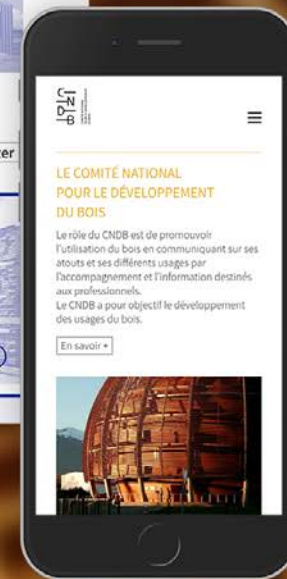 ter
C
N
D
B
LE COMITÉ NATIONAL
POUR LE DÉVELOPPEMENT
DU BOIS
Le rôle du CNDB est de promouvoir
l'utilisation du bois en communiquant sur ses
atouts et ses différents usages par
l'accompagnement et l'information destinés
aux professionnels.
Le CNDB a pour objectif le développement
des usages du bois.
En savoir +